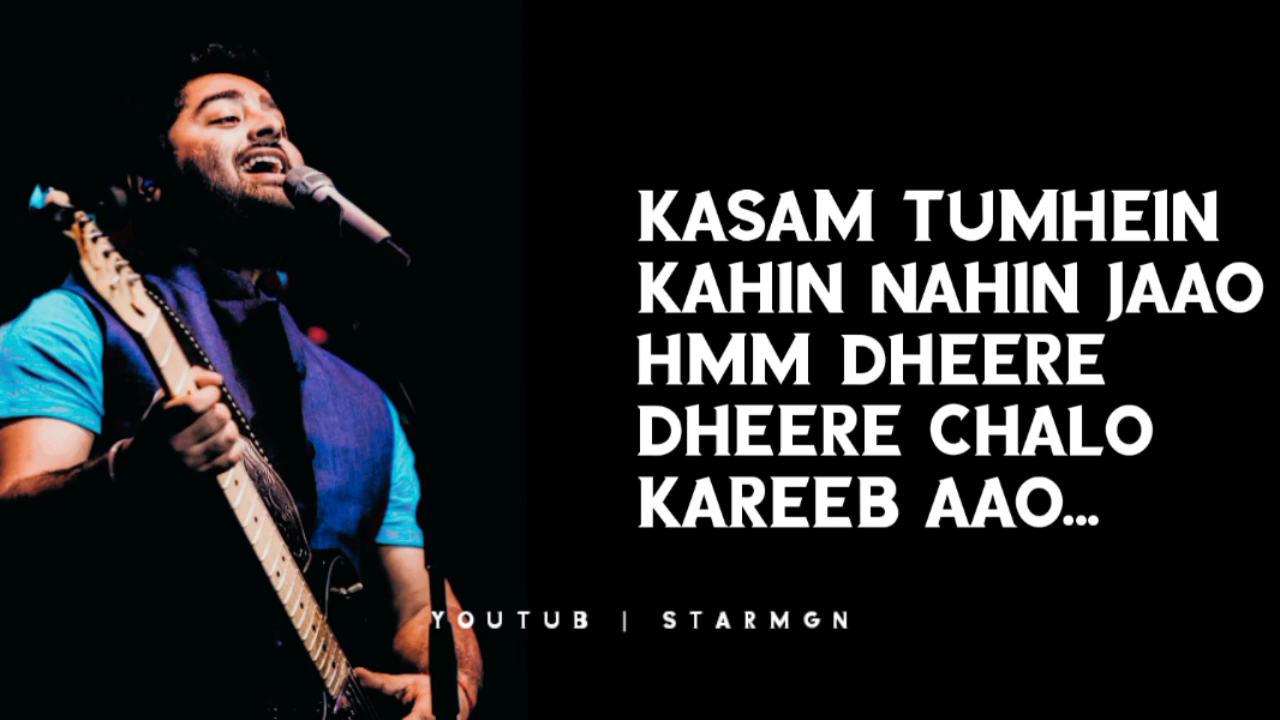 KASAM TUMHEIN
KAHIN NAHIN JAAO
HMM DHEERE
DHEERE CHALO
KAREEB AAO...
YOUTUB | STARMGN